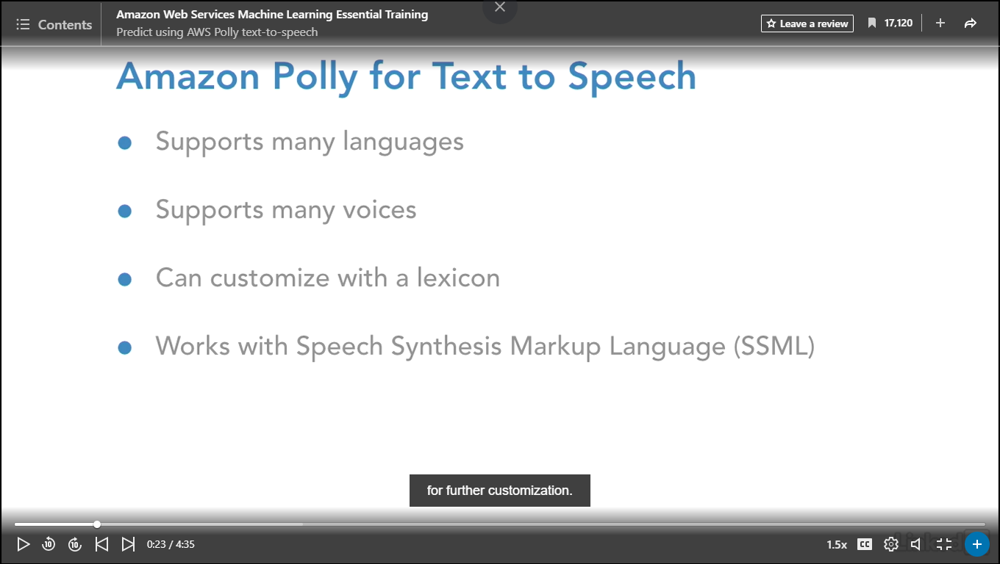 Contents
Amazon Web Services Machine Learning Essential Training
Predict using AWS Polly text-to-speech
Leave a review
17,120
Amazon Polly for Text to Speech
Supports many languages
Supports many voices
Can customize with a lexicon
Works with Speech Synthesis Markup Language (SSML)
for further customization.
10
10
0:23 / 4:35
1.5x
CC